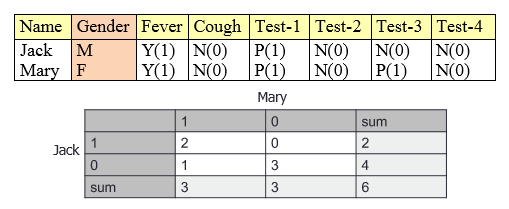 Name Gender Fever Cough Test-1 Test-2 Test-3 Test-4
Jack M Y(1) N(0) P(1) N(0) N(0) N(0)
Mary F Y(1) N(0) P(1) N(0) P(1) N(0)
Mary
1 0 sum
Jack
1 2 0 2
0 1 3 4
sum 3 3 6